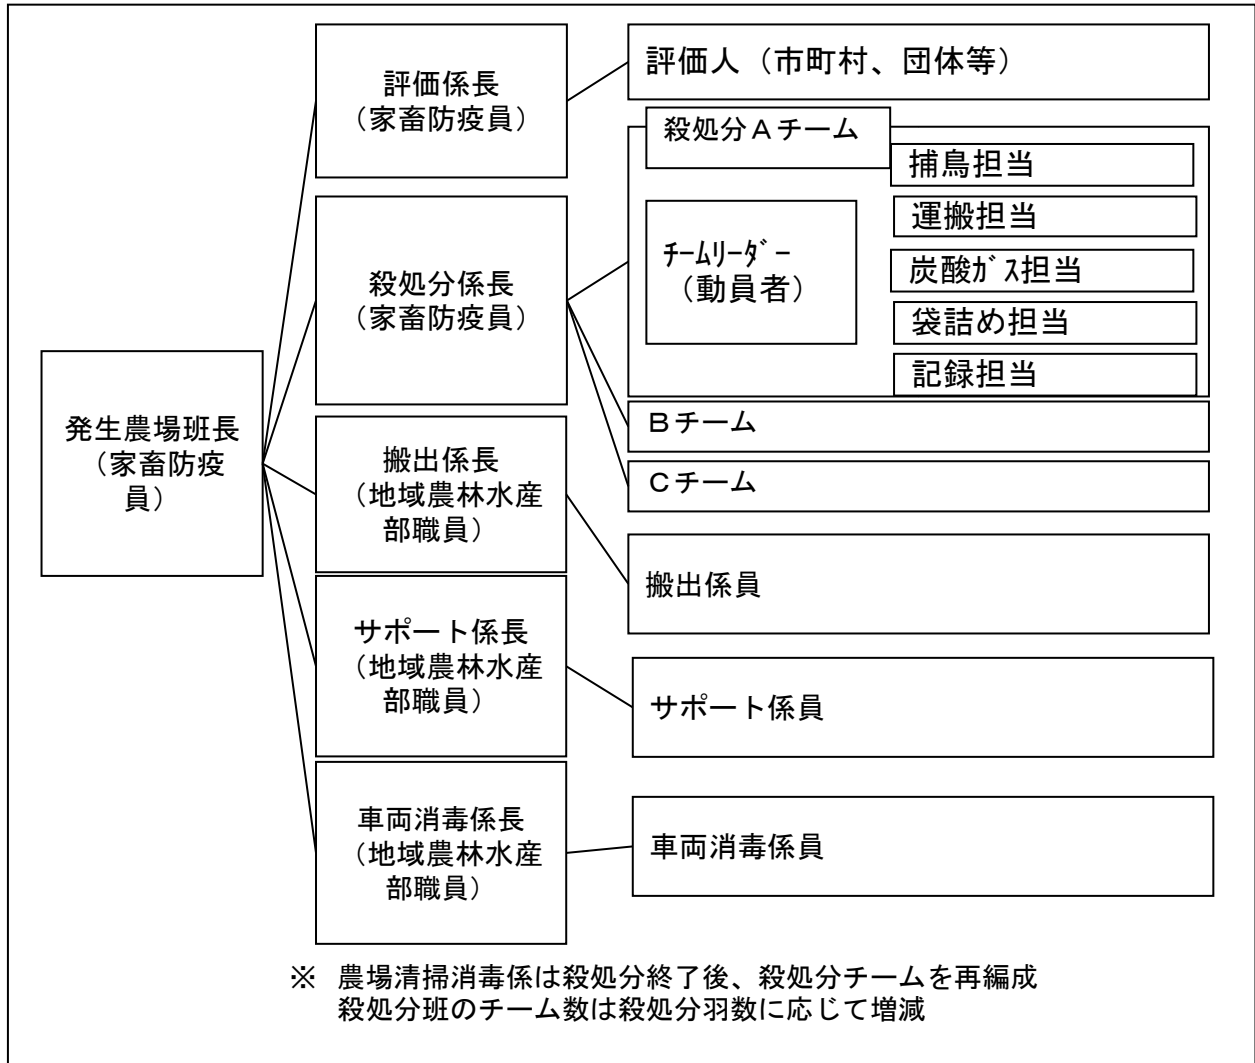 発生農場班長
（家畜防疫
員）
評価係長
（家畜防疫員）
評価人（市町村、団体等）
殺処分係長
（家畜防疫員）
殺処分Ａチーム
ﾁｰﾑﾘｰﾀﾞｰ
（動員者）
捕鳥担当
運搬担当
炭酸ｶﾞｽ担当
袋詰め担当
記録担当
Ｂチーム
Ｃチーム
搬出係長
（地域農林水産
部職員）
搬出係員
サポート係長
（地域農林水産
部職員）
サポート係員
車両消毒係長
（地域農林水産
部職員）
車両消毒係員
※　農場清掃消毒係は殺処分終了後、殺処分チームを再編成
殺処分班のチーム数は殺処分羽数に応じて増減